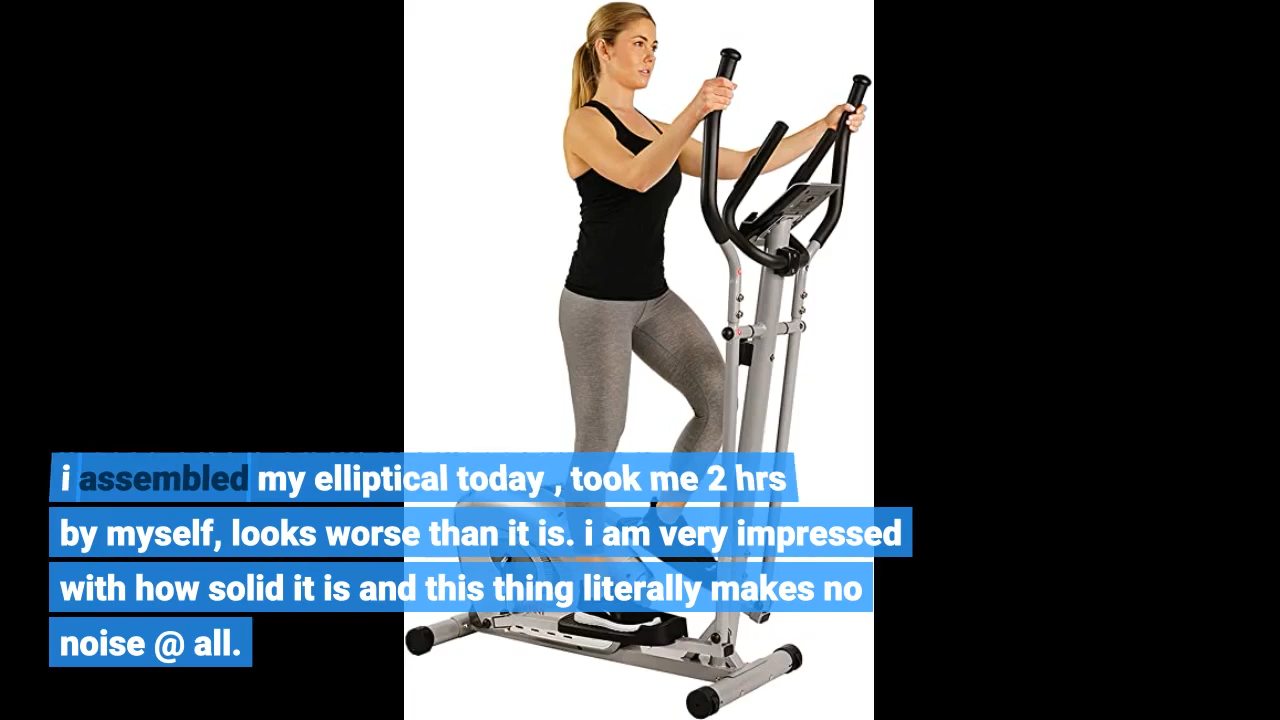 i assembled my elliptical today , took me 2 hrs
by myself, looks worse than it is. i am very impressed
with how solid it is and this thing literally makes no
noise @ all.